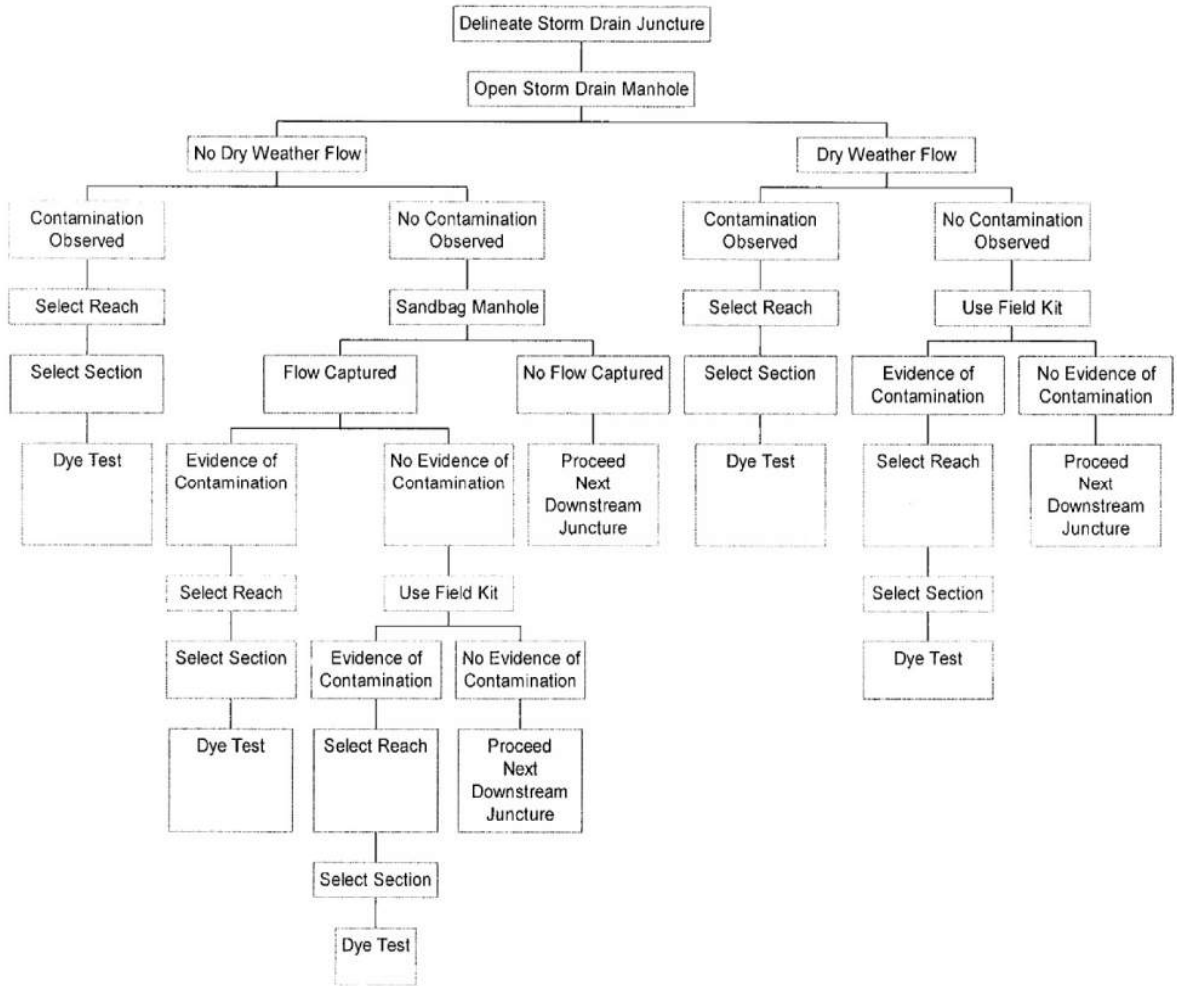 Delineate Storm Drain Juncture
Open Storm Drain Manhole
No Dry Weather Flow
Dry Weather Flow
Contamination
Observed
No Contamination
Observed
Contamination
Observed
No Contamination
Observed
Select Reach
Sandbag Manhole
Select Reach
Use Field Kit
Select Section
Flow Captured
No Flow Captured
Select Section
Evidence of
Contamination
No Evidence of
Contamination
Dye Test
Evidence of
Contamination
No Evidence of
Contamination
Proceed
Next
Downstream
Juncture
Dye Test
Select Reach
Proceed
Next
Downstream
Juncture
Select Reach
Use Field Kit
Select Section
Select Section
Evidence of
Contamination
No Evidence of
Contamination
Dye Test
Dye Test
Select Reach
Proceed
Next
Downstream
Juncture
Select Section
Dye Test